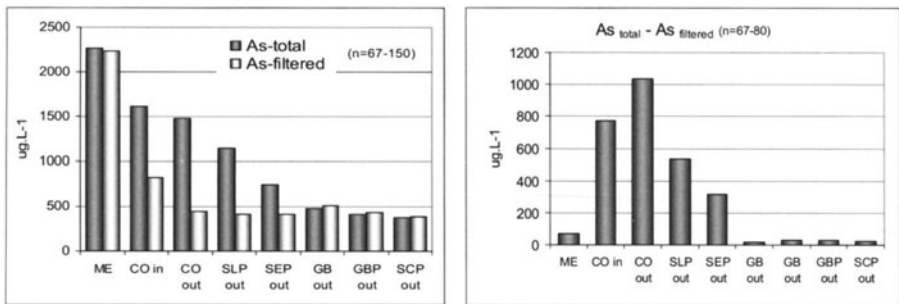 2500
2000
1500
1000
500
0
ug.L-1
As-total (n=67-150)
As-filtered
ME CO in CO out SLP out SEP out GB out GBP out SCP out
As total - As filtered (n=67-80)
1200
1000
800
600
400
200
0
ug.L-1
ME CO in CO out SLP out SEP out GB out GB out GBP out SCP out